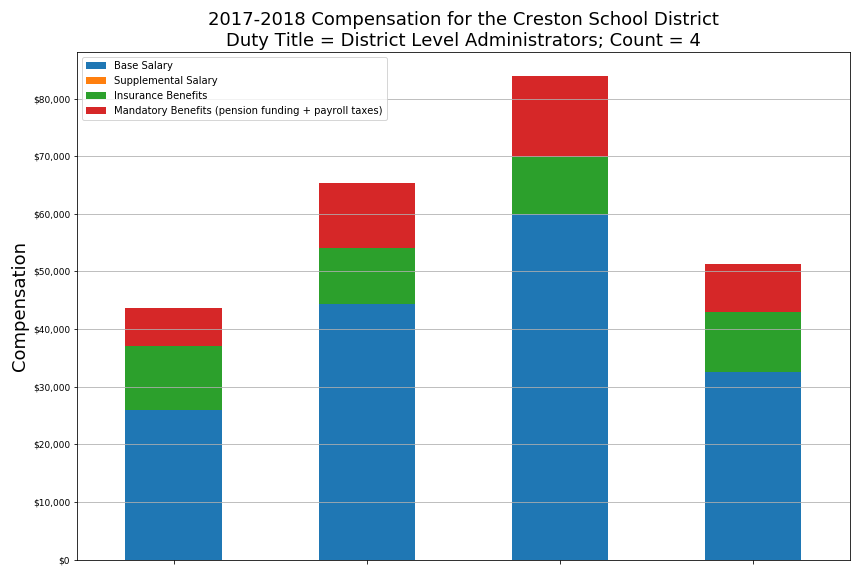 2017-2018 Compensation for the Creston School District
Duty Title = District Level Administrators; Count = 4
Base Salary
Supplemental Salary
Insurance Benefits
Mandatory Benefits (pension funding + payroll taxes)
Compensation
$80,000
$70,000
$60,000
$50,000
$40,000
$30,000
$20,000
$10,000
$0